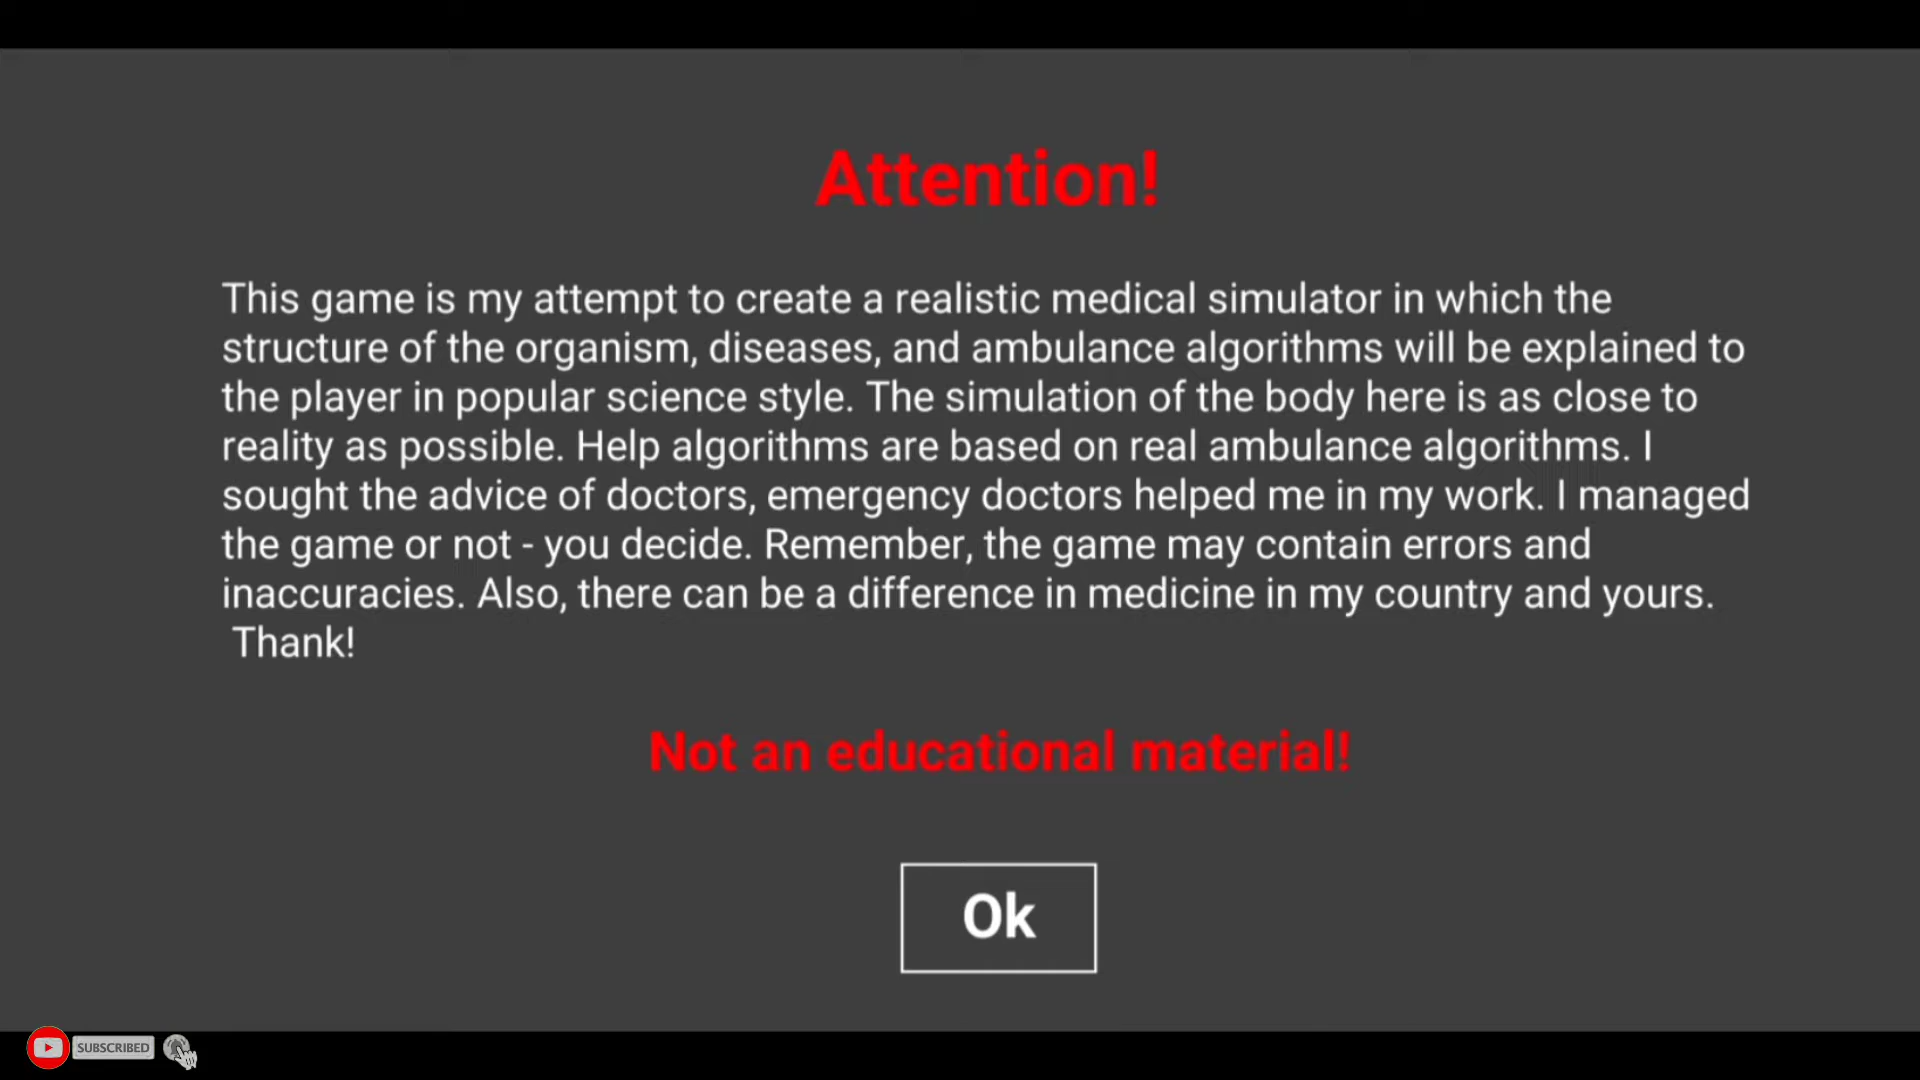 Attention!
This game is my attempt to create a realistic medical simulator in which the
structure of the organism, diseases, and ambulance algorithms will be explained to
the player in popular science style. The simulation of the body here is as close to
reality as possible. Help algorithms are based on real ambulance algorithms. I
sought the advice of doctors, emergency doctors helped me in my work. I managed
the game or not - you decide. Remember, the game may contain errors and
inaccuracies. Also, there can be a difference in medicine in my country and yours.
Thank!
Not an educational material!
Ok
SUBSCRIBED